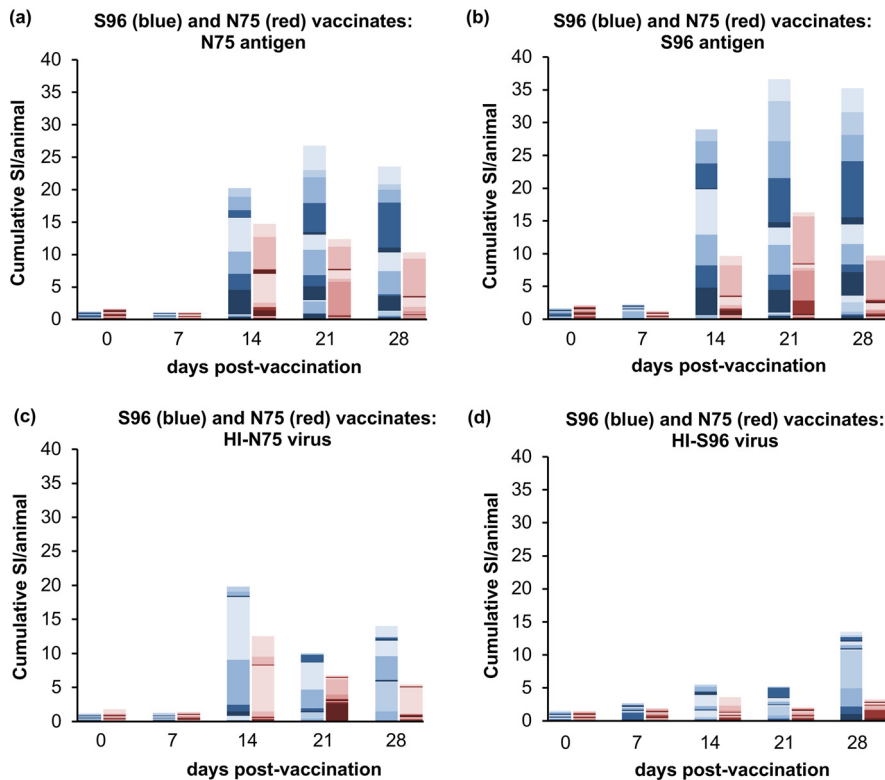 (a)
S96 (blue) and N75 (red) vaccinates:
N75 antigen
Cumulative SI/animal
40
35
30
25
20
15
10
5
0
0 7 14 21 28
days post-vaccination
(b)
S96 (blue) and N75 (red) vaccinates:
S96 antigen
Cumulative SI/animal
40
35
30
25
20
15
10
5
0
0 7 14 21 28
days post-vaccination
(c)
S96 (blue) and N75 (red) vaccinates:
HI-N75 virus
Cumulative SI/animal
40
35
30
25
20
15
10
5
0
0 7 14 21 28
days post-vaccination
(d)
S96 (blue) and N75 (red) vaccinates:
HI-S96 virus
Cumulative SI/animal
40
35
30
25
20
15
10
5
0
0 7 14 21 28
days post-vaccination